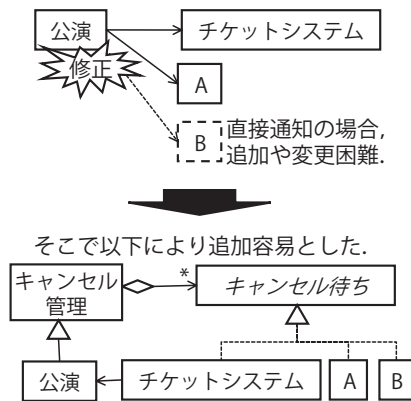 公演
チケットシステム
修正
A
B
直接通知の場合,
追加や変更困難.
そこで以下により追加容易とした.
キャンセル
管理
*
キャンセル待ち
公演
チケットシステム
A
B